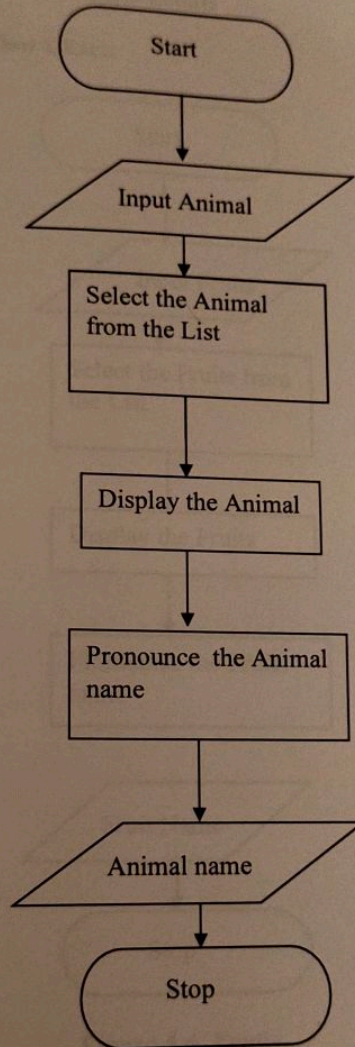 Start
Input Animal
Select the Animal
from the List
Display the Animal
Pronounce the Animal
name
Animal name
Stop